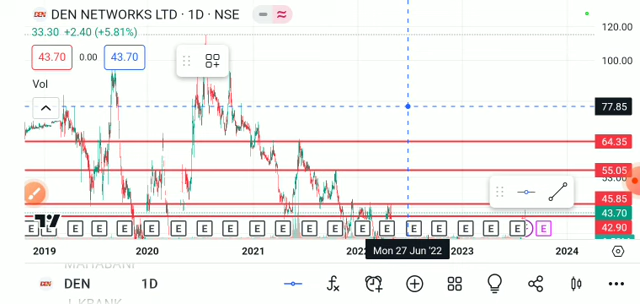 DEN NETWORKS LTD · 1D · NSE
33.30 +2.40 (+5.81%)
43.70 0.00 43.70
Vol
120.00
100.00
77.85
64.35
55.05
45.85
43.70
42.90
E E E E E E E E E E E E E E E E E E E E
2019 2020 2021 Mon 27 Jun '22 2023 2024
DEN 1D